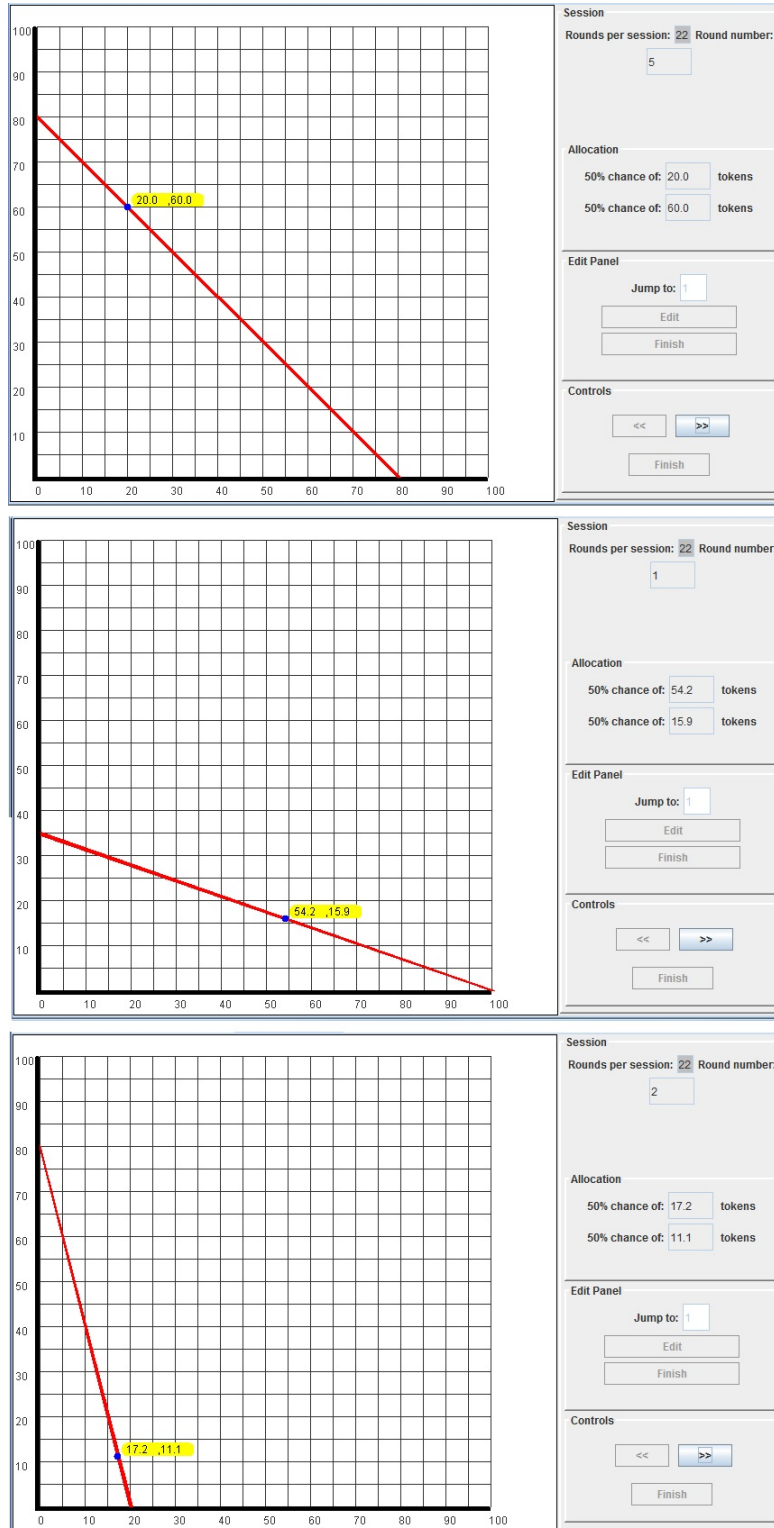 100
90
80
70
60
50
40
30
20
10
0 10 20 30 40 50 60 70 80 90 100
20.0 ,60.0
Session
Rounds per session: 22 Round number:
5
Allocation
50% chance of: 20.0 tokens
50% chance of: 60.0 tokens
Edit Panel
Jump to: 1
Edit
Finish
Controls
<< >>
Finish
100
90
80
70
60
50
40
30
20
10
0 10 20 30 40 50 60 70 80 90 100
54.2 ,15.9
Session
Rounds per session: 22 Round number
1
Allocation
50% chance of: 54.2 tokens
50% chance of: 15.9 tokens
Edit Panel
Jump to: 1
Edit
Finish
Controls
<< >>
Finish
100
90
80
70
60
50
40
30
20
10
0 10 20 30 40 50 60 70 80 90 100
17.2 ,11.1
Session
Rounds per session: 22 Round number:
2
Allocation
50% chance of: 17.2 tokens
50% chance of: 11.1 tokens
Edit Panel
Jump to: 1
Edit
Finish
Controls
<< >>
Finish